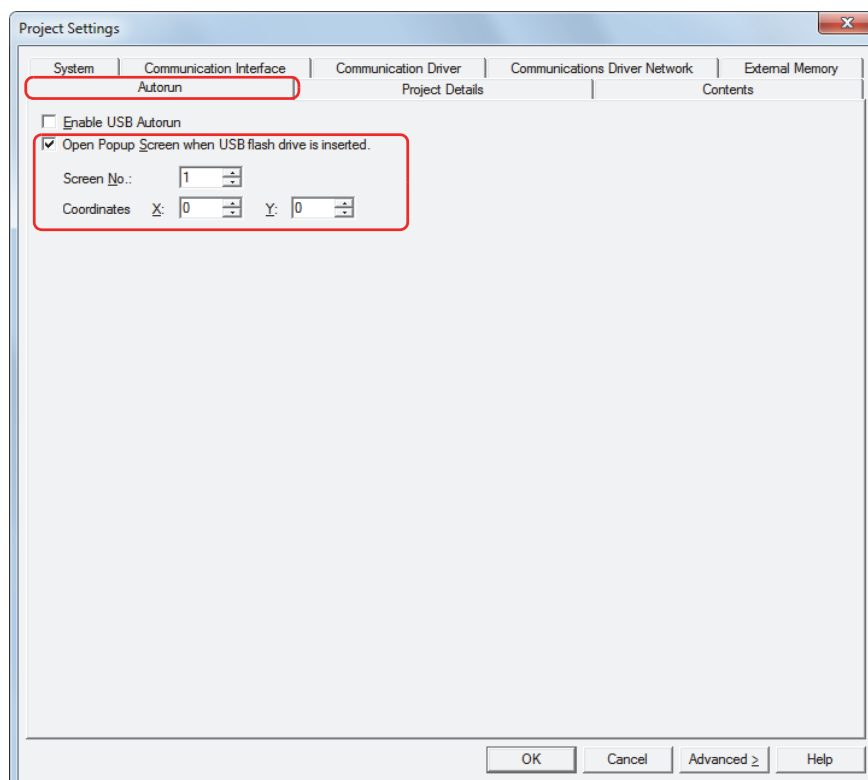 Project Settings
System Communication Interface Communication Driver Communications Driver Network External Memory
Autorun Project Details Contents
Enable USB Autorun
Open Popup Screen when USB flash drive is inserted.
Screen No.: 1
Coordinates X: 0 Y: 0
OK Cancel Advanced > Help